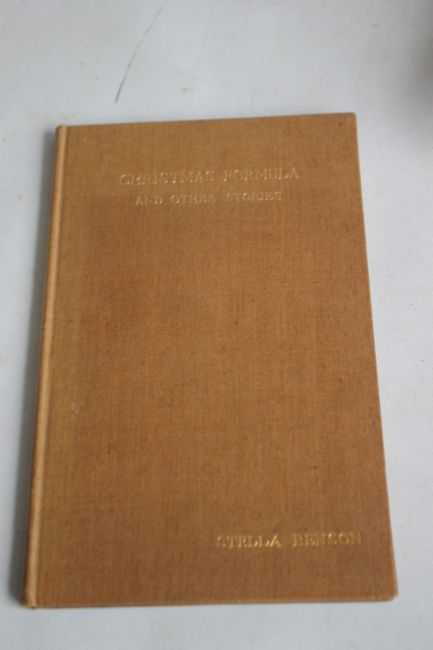 CHRISTMAS FORMULA
AND OTHER STORIES
STELLA BENSON